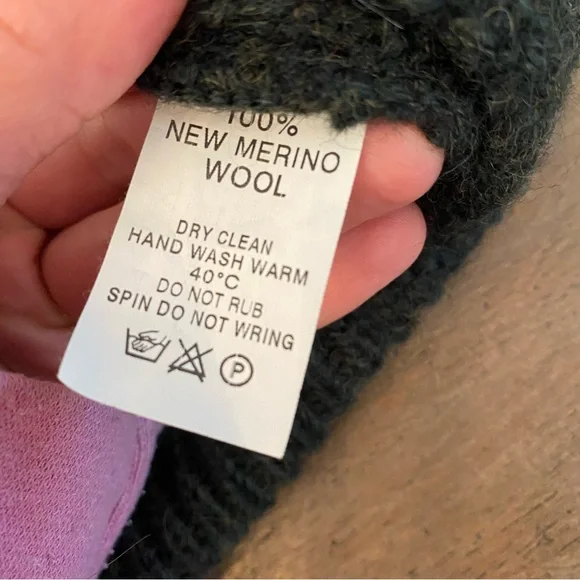 100%
NEW MERINO
WOOL
DRY CLEAN
HAND WASH WARM
40°C
DO NOT RUB
SPIN DO NOT WRING
P